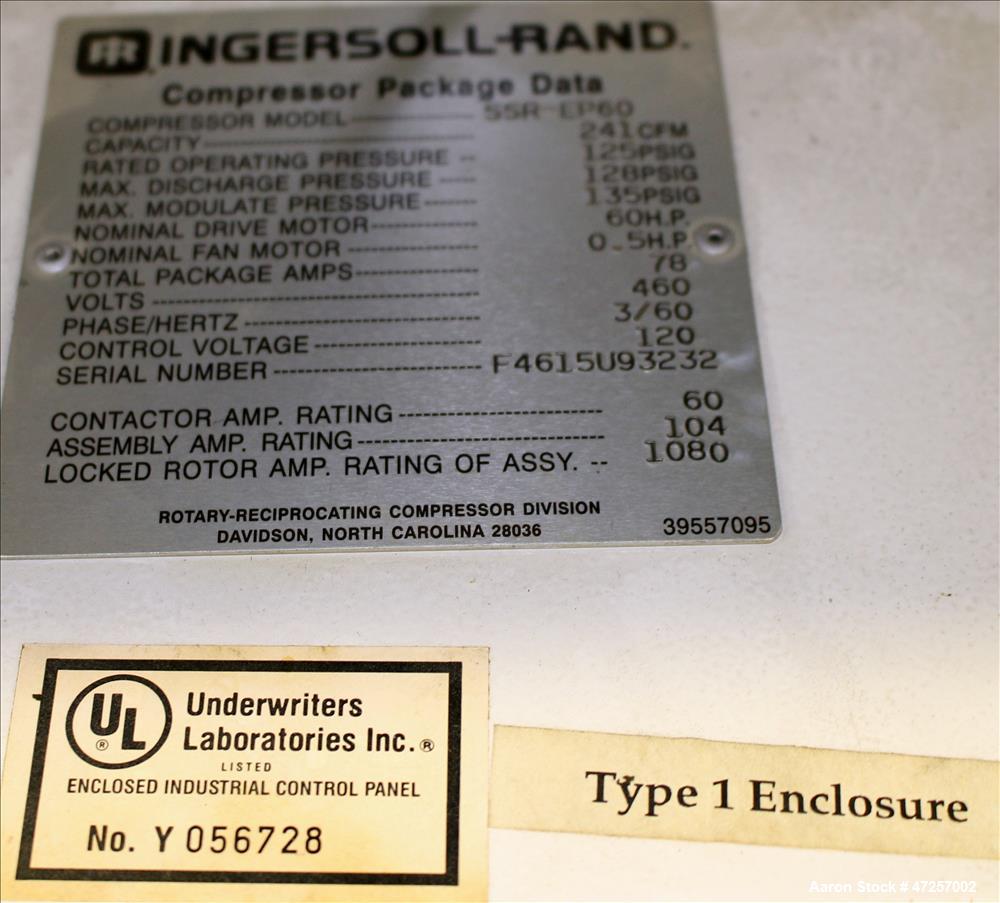 IR INGERSOLL-RAND.
Compressor Package Data
COMPRESSOR MODEL SSR-EP60
CAPACITY 241CFM
RATED OPERATING PRESSURE 125PSIG
MAX. DISCHARGE PRESSURE 128PSIG
MAX. MODULATE PRESSURE 135PSIG
NOMINAL DRIVE MOTOR 60H.P.
NOMINAL FAN MOTOR 0.5H.P.
TOTAL PACKAGE AMPS 78
VOLTS 460
PHASE/HERTZ 3/60
CONTROL VOLTAGE 120
SERIAL NUMBER F4615U93232
CONTACTOR AMP. RATING 60
ASSEMBLY AMP. RATING 104
LOCKED ROTOR AMP. RATING OF ASSY. 1080
ROTARY-RECIPROCATING COMPRESSOR DIVISION
DAVIDSON, NORTH CAROLINA 28036
39557095
UL ®
Underwriters
Laboratories Inc.®
LISTED
ENCLOSED INDUSTRIAL CONTROL PANEL
No. Y 056728
Type 1 Enclosure
Aaron Stock # 47257002